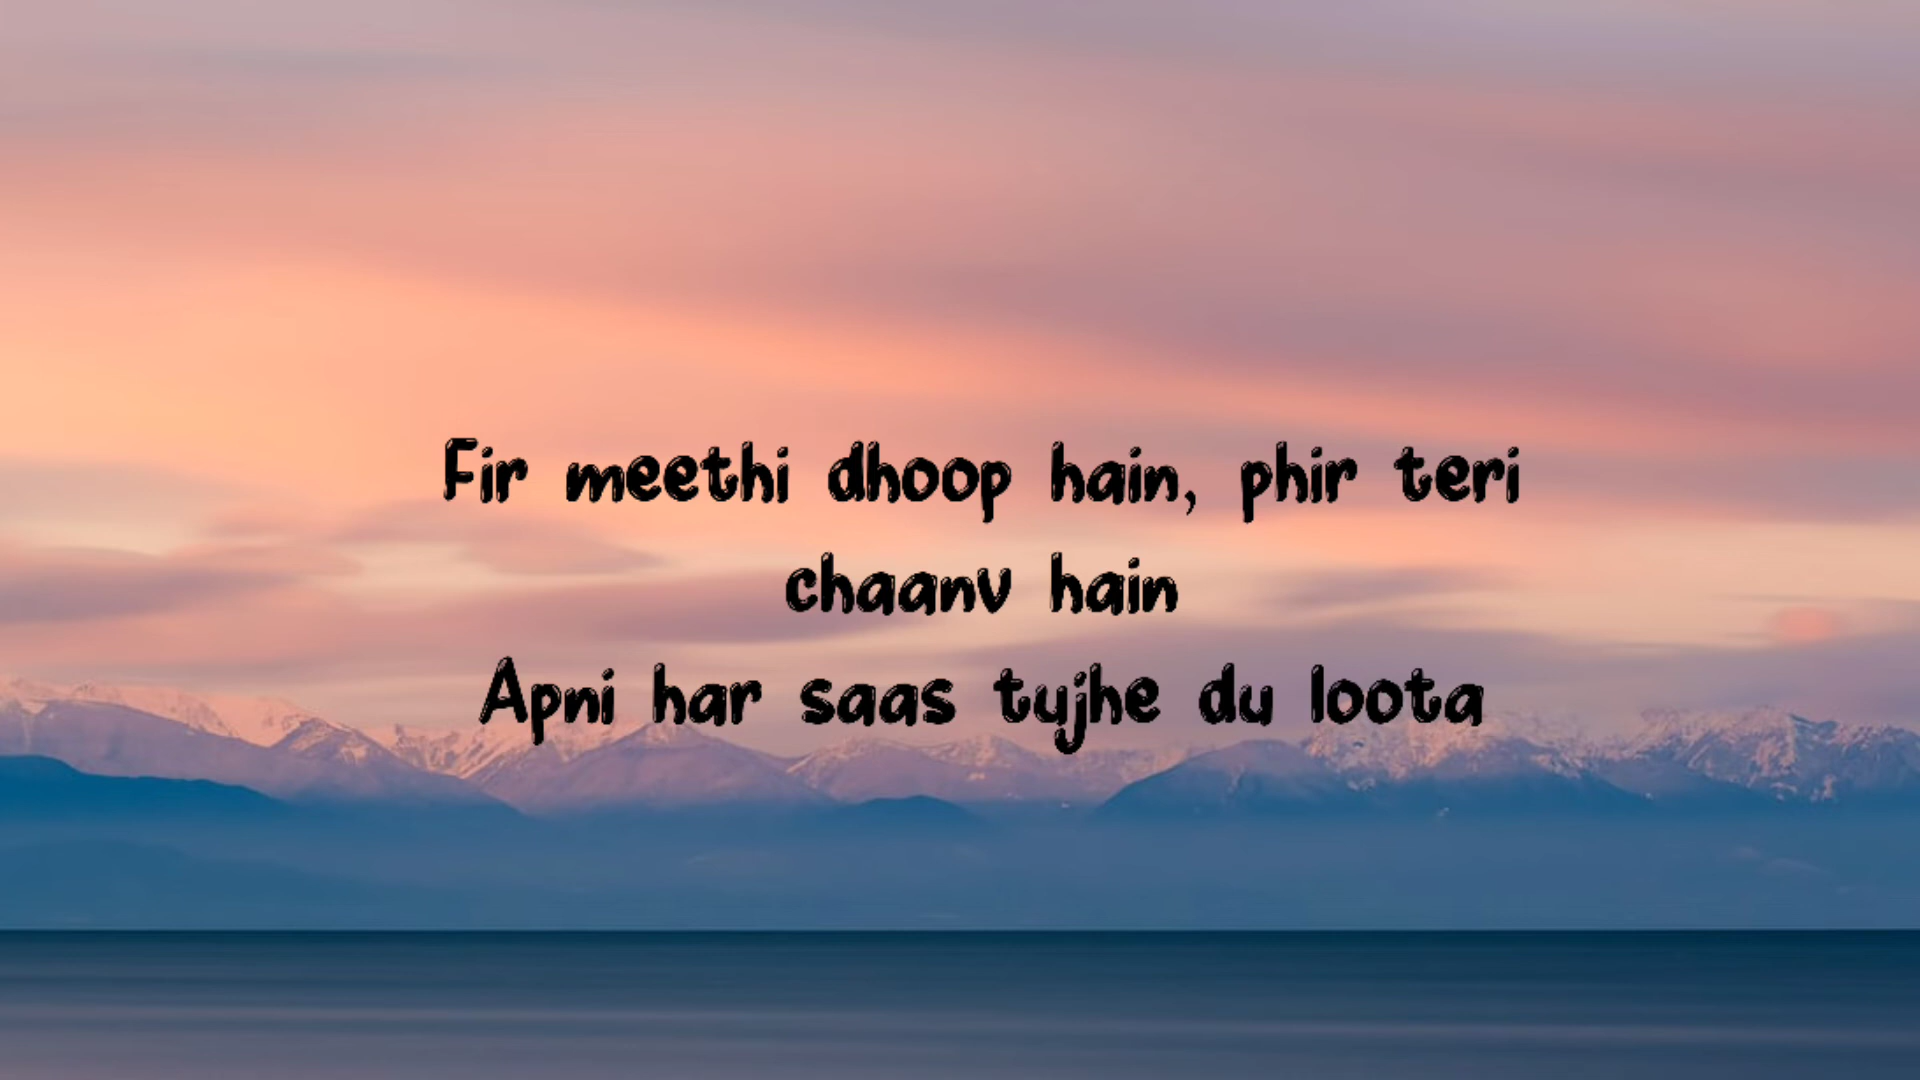 Fir meethi dhoop hain, phir teri
chaanv hain
Apni har saas tujhe du loota